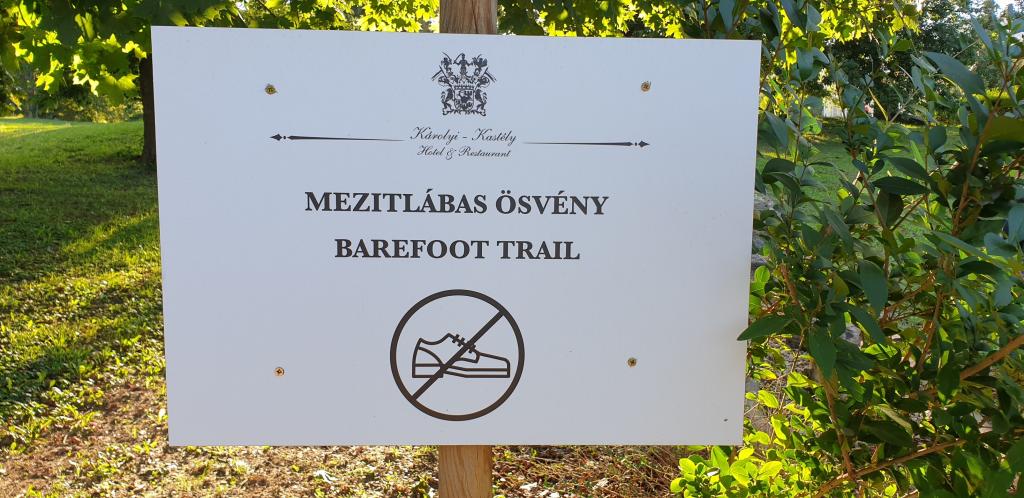 Károlyi - Kastély
Hotel & Restaurant
MEZITLÁBAS ÖSVÉNY
BAREFOOT TRAIL